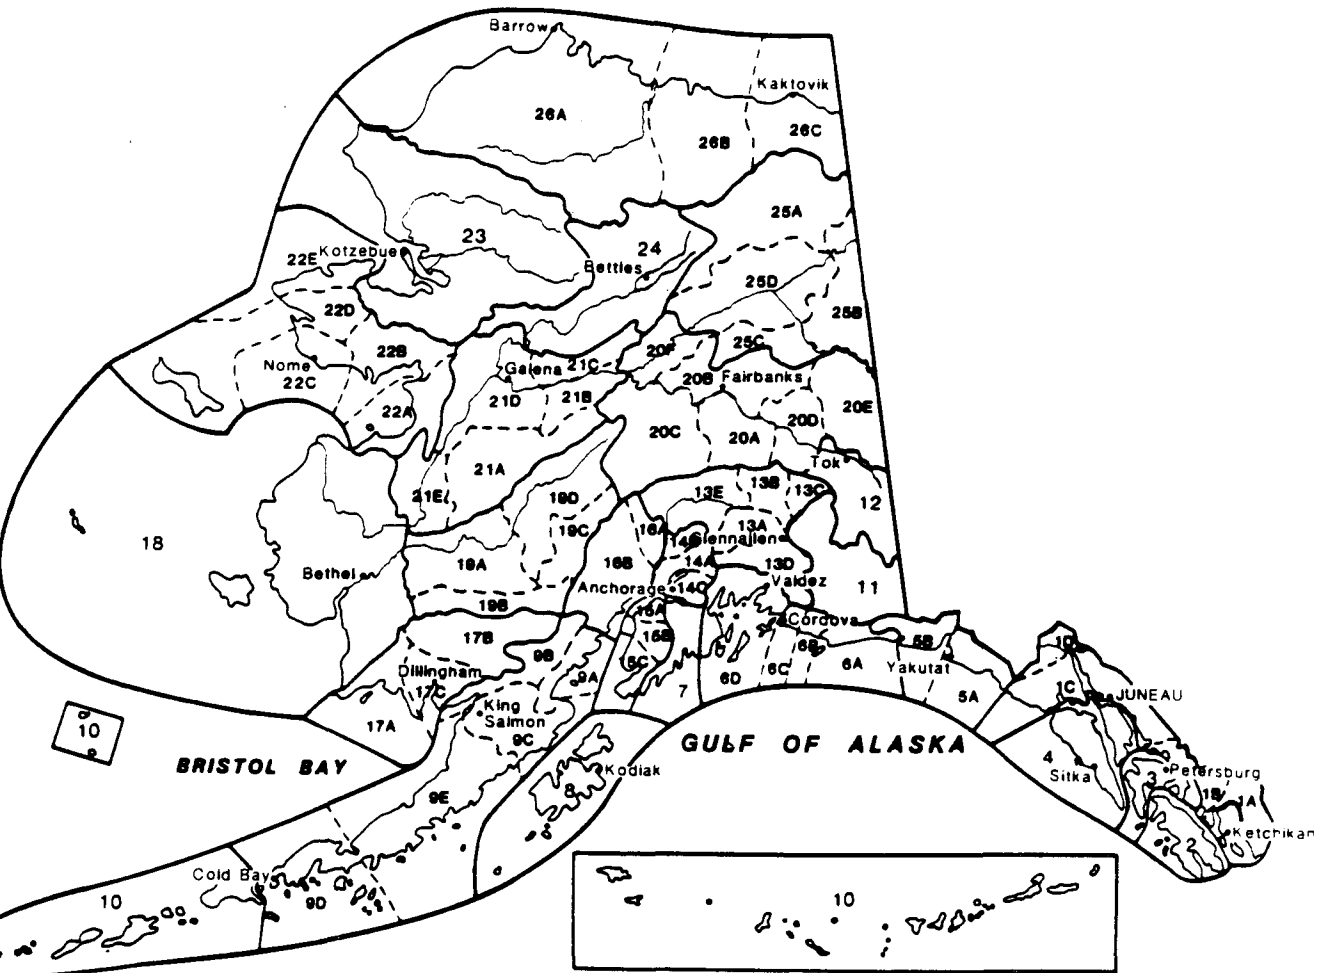 Barrow
Kaktovik
26A
26B
26C
25A
23
24
22E
Kotzebue
Bettles
25D
22D
25B
22B
20F
25C
Nome
22C
Galena
21C
20B
Fairbanks
21D
21B
22A
20E
20D
20C
20A
21A
Tok
21E
19D
13E
13B
13C
12
18
19C
16A
13A
Glennallen
19A
16B
14A
13D
Bethel
Anchorage
14C
Valdez
11
19B
15A
Cordova
17B
15B
6B
5B
1D
9B
15C
6C
6A
Yakutat
Dillingham
17C
9A
7
6D
5A
1C
JUNEAU
King
Salmon
17A
9C
10
GULF OF ALASKA
BRISTOL BAY
4
Sitka
Kodiak
3
Petersburg
8
9E
1B
1A
Ketchikan
2
Cold Bay
10
9D
10